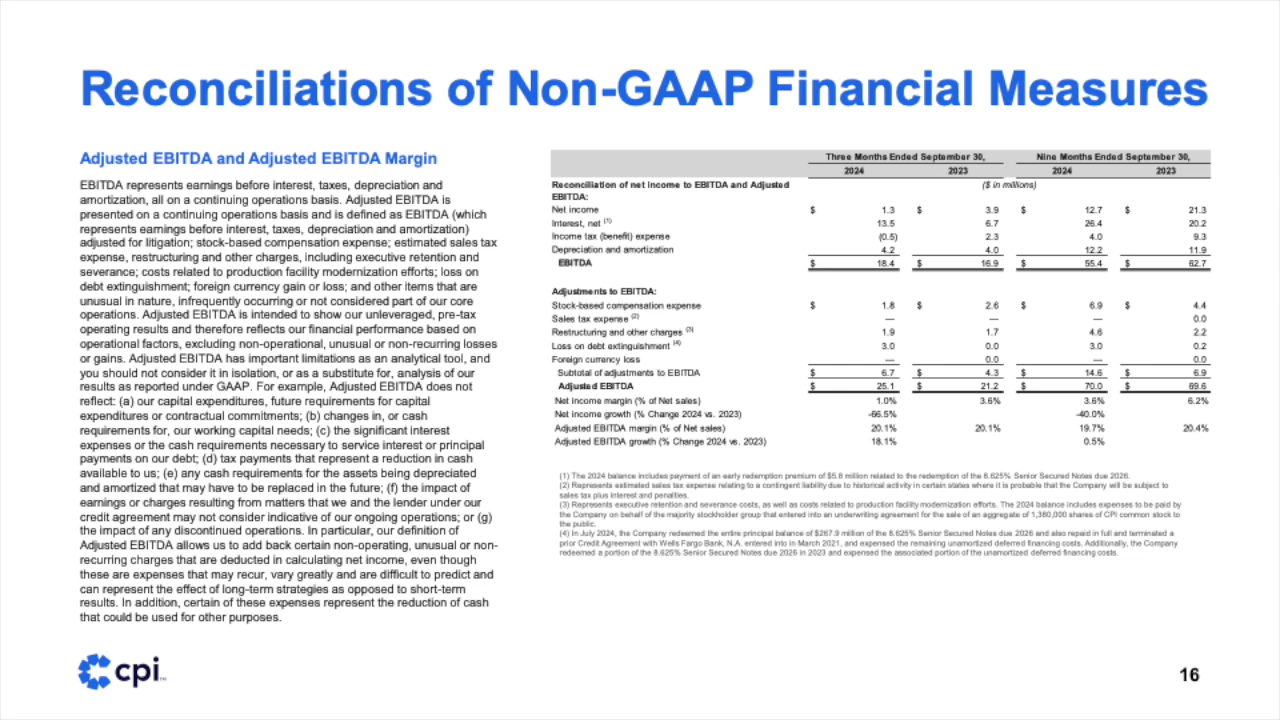 Reconciliations of Non-GAAP Financial Measures
Adjusted EBITDA and Adjusted EBITDA Margin
EBITDA represents earnings before interest, taxes, depreciation and
amortization, all on a continuing operations basis. Adjusted EBITDA is
presented on a continuing operations basis and is defined as EBITDA (which
represents earnings before interest, taxes, depreciation and amortization)
adjusted for litigation; stock-based compensation expense; estimated sales tax
expense, restructuring and other charges, including executive retention and
severance; costs related to production facility modernization efforts; loss on
debt extinguishment; foreign currency gain or loss; and other items that are
unusual in nature, infrequently occurring or not considered part of our core
operations. Adjusted EBITDA is intended to show our unleveraged, pre-tax
operating results and therefore reflects our financial performance based on
operational factors, excluding non-operational, unusual or non-recurring losses
or gains. Adjusted EBITDA has important limitations as an analytical tool, and
you should not consider it in isolation, or as a substitute for, analysis of our
results as reported under GAAP. For example, Adjusted EBITDA does not
reflect: (a) our capital expenditures, future requirements for capital
expenditures or contractual commitments; (b) changes in, or cash
requirements for, our working capital needs; (c) the significant interest
expenses or the cash requirements necessary to service interest or principal
payments on our debt; (d) tax payments that represent a reduction in cash
available to us; (e) any cash requirements for the assets being depreciated
and amortized that may have to be replaced in the future; (f) the impact of
earnings or charges resulting from matters that we and the lender under our
credit agreement may not consider indicative of our ongoing operations; or (g)
the impact of any discontinued operations. In particular, our definition of
Adjusted EBITDA allows us to add back certain non-operating, unusual or non-
recurring charges that are deducted in calculating net income, even though
these are expenses that may recur, vary greatly and are difficult to predict and
can represent the effect of long-term strategies as opposed to short-term
results. In addition, certain of these expenses represent the reduction of cash
that could be used for other purposes.
Three Months Ended September 30, Nine Months Ended September 30,
2024 2023 2024 2023
Reconciliation of net income to EBITDA and Adjusted ($ in millions)
EBITDA:
Net income $ 1.3 $ 3.9 $ 12.7 $ 21.3
Interest, net (1) 13.5 6.7 26.4 20.2
Income tax (benefit) expense (0.5) 2.3 4.0 9.3
Depreciation and amortization 4.2 4.0 12.2 11.9
EBITDA $ 18.4 $ 16.9 $ 55.4 $ 62.7
Adjustments to EBITDA:
Stock-based compensation expense $ 1.8 $ 2.6 $ 6.9 $ 4.4
Sales tax expense (2) — — — 0.0
Restructuring and other charges (3) 1.9 1.7 4.6 2.2
Loss on debt extinguishment (4) 3.0 0.0 3.0 0.2
Foreign currency loss — 0.0 — 0.0
Subtotal of adjustments to EBITDA $ 6.7 $ 4.3 $ 14.6 $ 6.9
Adjusted EBITDA $ 25.1 $ 21.2 $ 70.0 $ 69.6
Net income margin (% of Net sales) 1.0% 3.6% 3.6% 6.2%
Net income growth (% Change 2024 vs. 2023) -66.5% -40.0%
Adjusted EBITDA margin (% of Net sales) 20.1% 20.1% 19.7% 20.4%
Adjusted EBITDA growth (% Change 2024 vs. 2023) 18.1% 0.5%
(1) The 2024 balance includes payment of an early redemption premium of $5.8 million related to the redemption of the 8.625% Senior Secured Notes due 2026.
(2) Represents estimated sales tax expense relating to a contingent liability due to historical activity in certain states where it is probable that the Company will be subject to
sales tax plus interest and penalties.
(3) Represents executive retention and severance costs, as well as costs related to production facility modernization efforts. The 2024 balance includes expenses to be paid by
the Company on behalf of the majority stockholder group that entered into an underwriting agreement for the sale of an aggregate of 1,380,000 shares of CPI common stock to
the public.
(4) In July 2024, the Company redeemed the entire principal balance of $267.9 million of the 8.625% Senior Secured Notes due 2026 and also repaid in full and terminated a
prior Credit Agreement with Wells Fargo Bank, N.A. entered into in March 2021, and expensed the remaining unamortized deferred financing costs. Additionally, the Company
redeemed a portion of the 8.625% Senior Secured Notes due 2026 in 2023 and expensed the associated portion of the unamortized deferred financing costs.
cpi
16